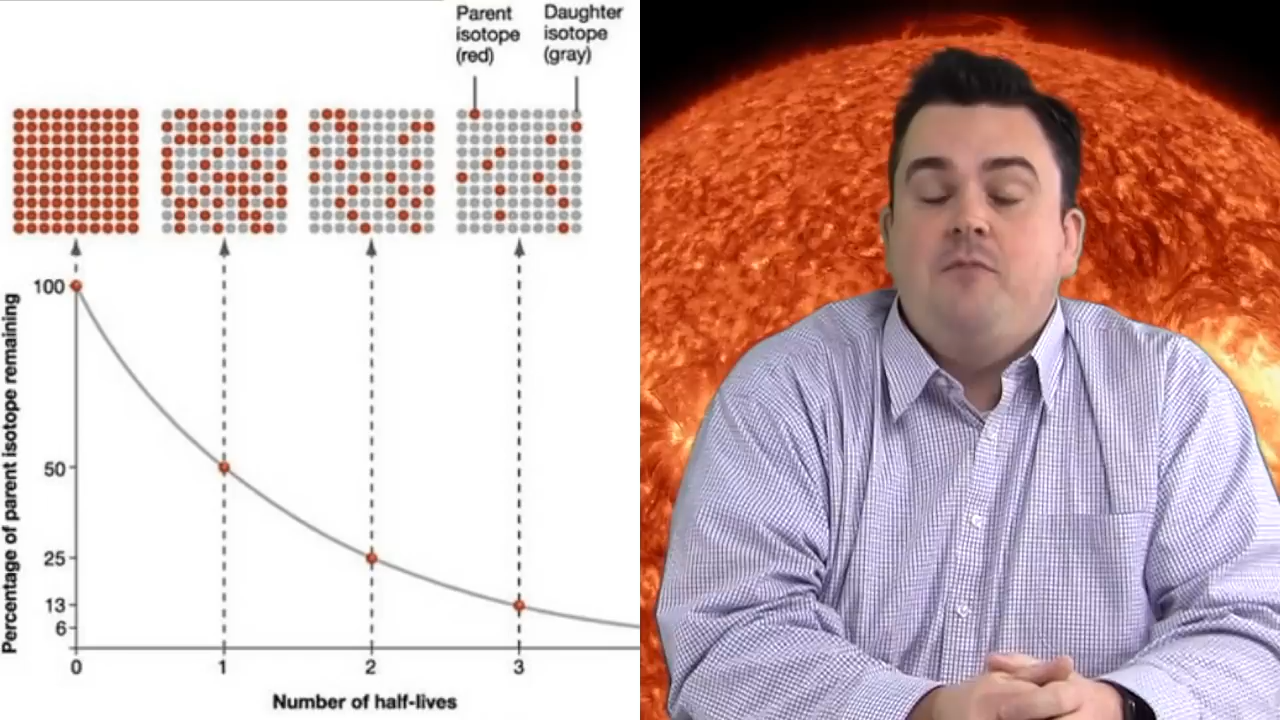 Parent
isotope
(red)
Daughter
isotope
(gray)
Percentage of parent isotope remaining
100
50
25
13
6
0
1
2
3
Number of half-lives